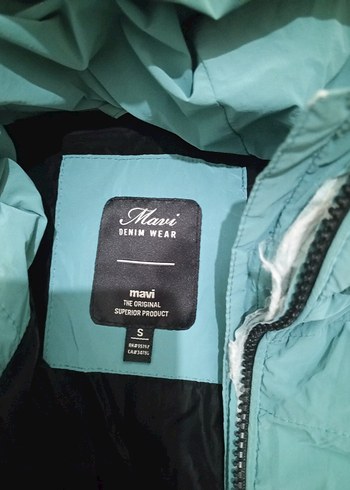 Mavi
DENIM WEAR
mavi
THE ORIGINAL
SUPERIOR PRODUCT
S